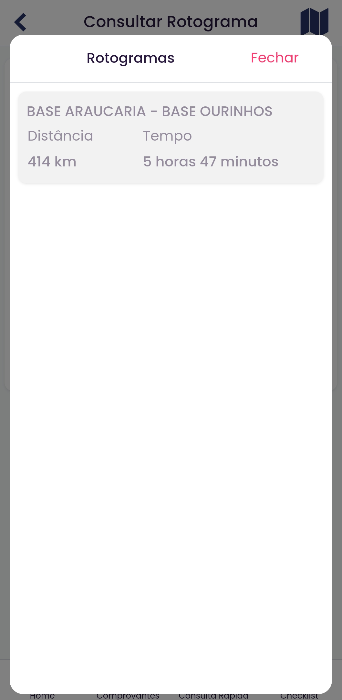 Consultar Rotograma
Rotogramas
Fechar
BASE ARAUCARIA - BASE OURINHOS
Distância Tempo
414 km 5 horas 47 minutos
Home Comprovantes Consulta Rápida Checklist